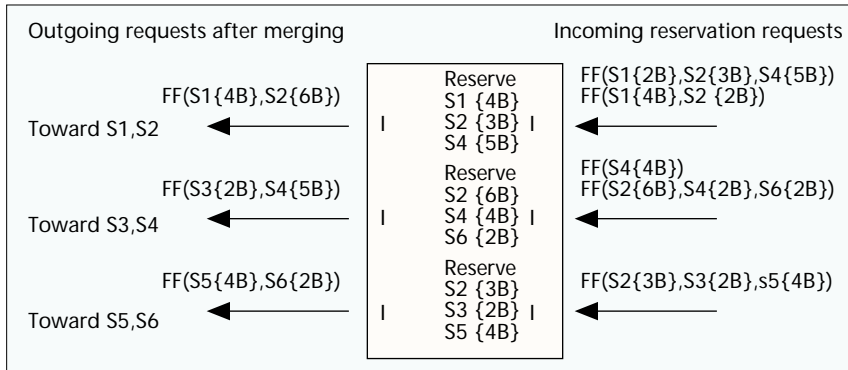 Outgoing requests after merging
Incoming reservation requests
FF(S1{4B},S2{6B})
Toward S1,S2
I
Reserve
S1 {4B}
S2 {3B} I
S4 {5B}
FF(S1{2B},S2{3B},S4{5B})
FF(S1{4B},S2 {2B})
FF(S3{2B},S4{5B})
Toward S3,S4
I
Reserve
S2 {6B}
S4 {4B} I
S6 {2B}
FF(S4{4B})
FF(S2{6B},S4{2B},S6{2B})
FF(S5{4B},S6{2B})
Toward S5,S6
I
Reserve
S2 {3B}
S3 {2B} I
S5 {4B}
FF(S2{3B},S3{2B},s5{4B})